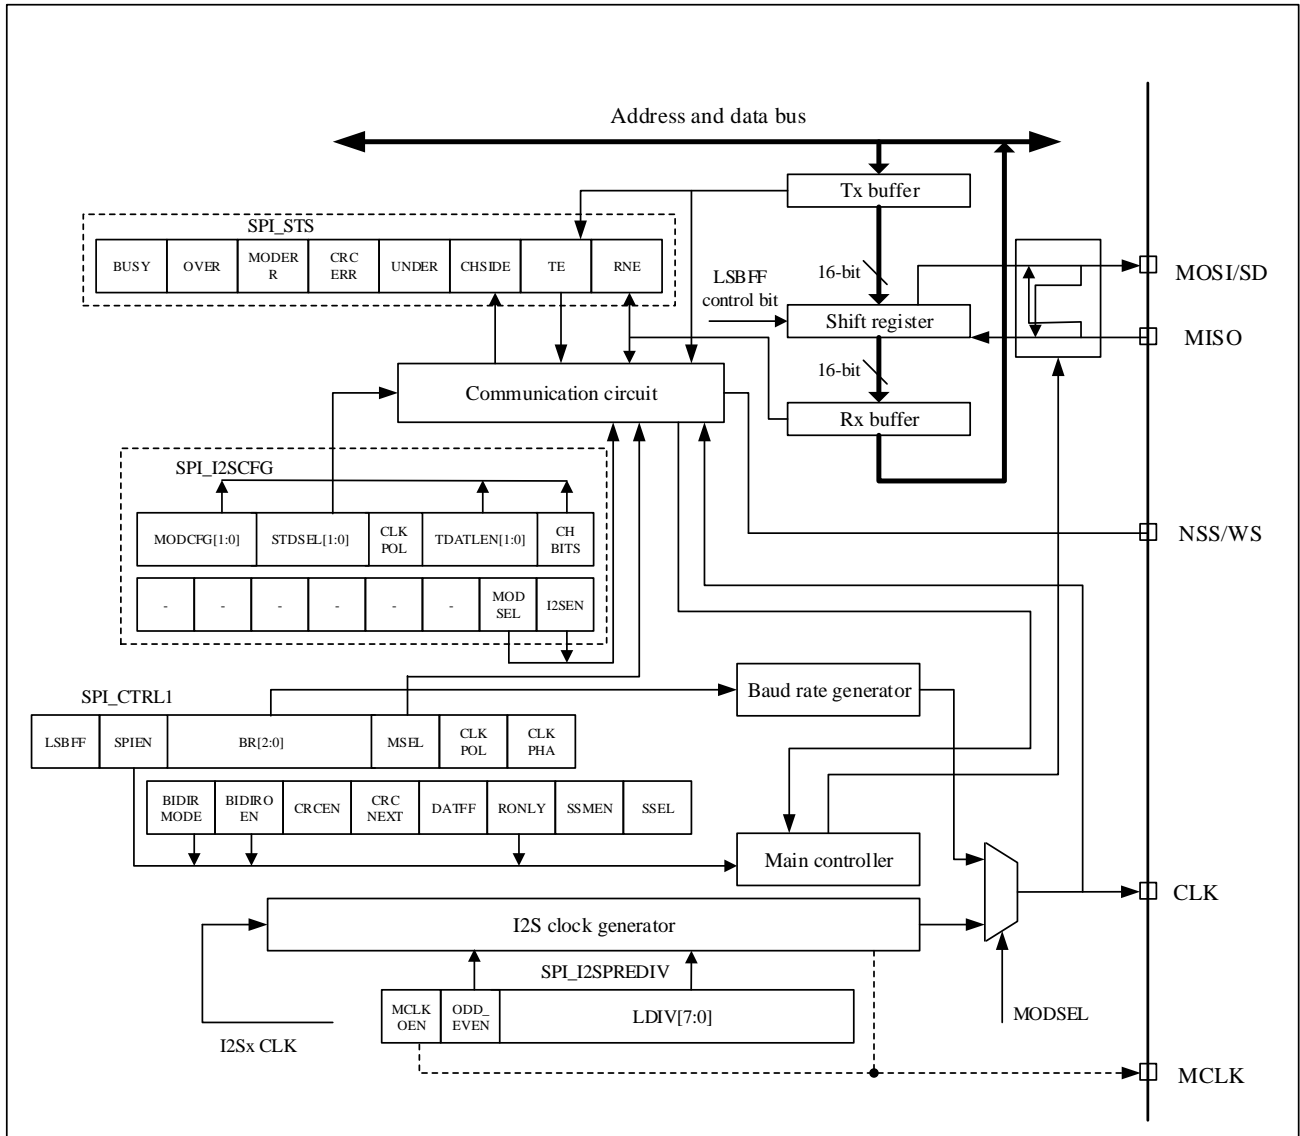 Address and data bus
Tx buffer
SPI_STS
BUSY
OVER
MODER
R
CRC
ERR
UNDER
CHSIDE
TE
RNE
16-bit
LSBFF
control bit
Shift register
MOSI/SD
MISO
16-bit
Communication circuit
Rx buffer
SPI_I2SCFG
MODCFG[1:0]
STDSEL[1:0]
CLK
POL
TDATLEN[1:0]
CH
BITS
NSS/WS
-
-
-
-
-
-
MOD
SEL
I2SEN
SPI_CTRL1
Baud rate generator
LSBFF
SPIEN
BR[2:0]
MSEL
CLK
POL
CLK
PHA
BIDIR
MODE
BIDIRO
EN
CRCEN
CRC
NEXT
DATFF
RONLY
SSMEN
SSEL
Main controller
CLK
I2S clock generator
SPI_I2SPREDIV
MCLK
OEN
ODD_
EVEN
LDIV[7:0]
MODSEL
I2Sx CLK
MCLK